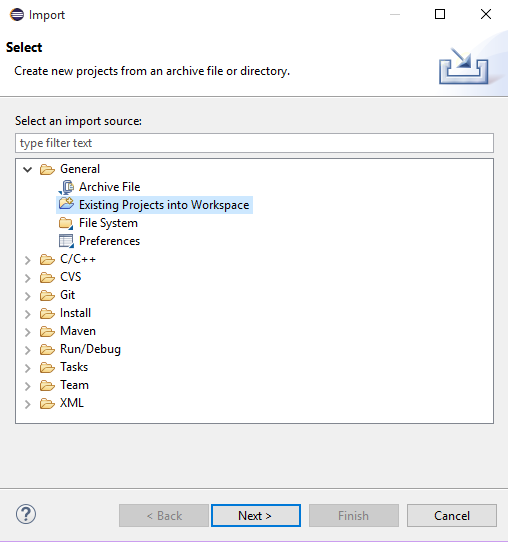 Import
Select
Create new projects from an archive file or directory.
Select an import source:
type filter text
General
Archive File
Existing Projects into Workspace
File System
Preferences
C/C++
CVS
Git
Install
Maven
Run/Debug
Tasks
Team
XML
? < Back Next > Finish Cancel